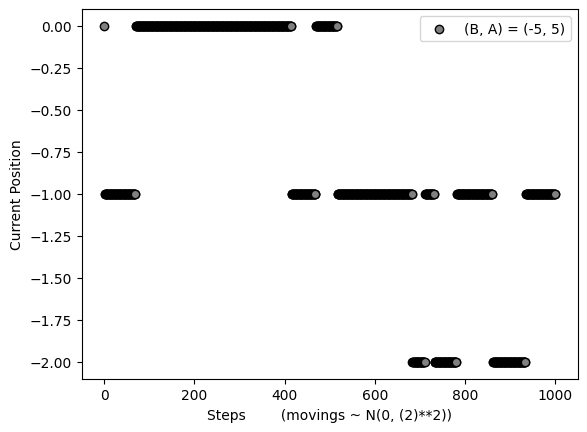 0.00
−0.25
−0.50
−0.75
−1.00
−1.25
−1.50
−1.75
−2.00
Current Position
(B, A) = (-5, 5)
0 200 400 600 800 1000
Steps (movings ~ N(0, (2)**2))